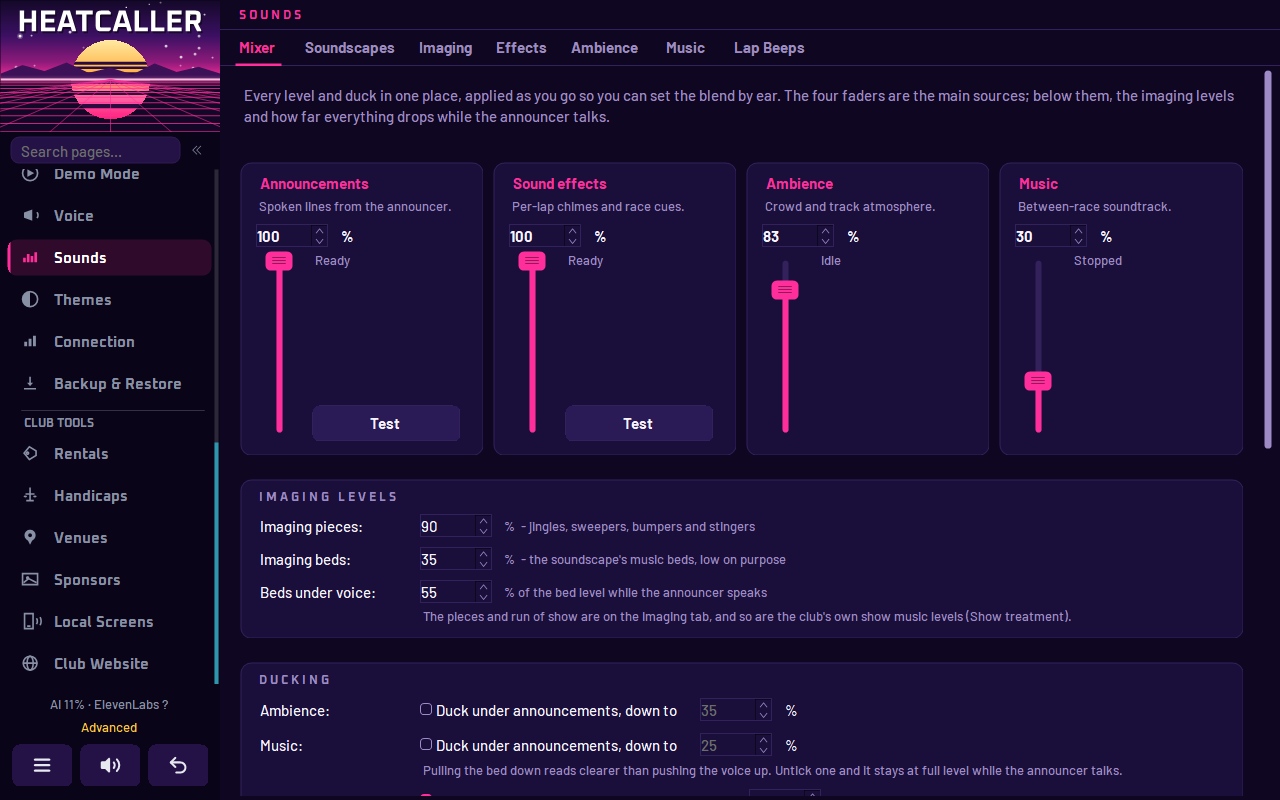 HEATCALLER
Search pages...
«
Demo Mode
Voice
Sounds
Themes
Connection
Backup & Restore
CLUB TOOLS
Rentals
Handicaps
Venues
Sponsors
Local Screens
Club Website
AI 11% · ElevenLabs ?
Advanced
SOUNDS
Mixer Soundscapes Imaging Effects Ambience Music Lap Beeps
Every level and duck in one place, applied as you go so you can set the blend by ear. The four faders are the main sources; below them, the imaging levels
and how far everything drops while the announcer talks.
Announcements
Spoken lines from the announcer.
100 %
Ready
Test
Sound effects
Per-lap chimes and race cues.
100 %
Ready
Test
Ambience
Crowd and track atmosphere.
83 %
Idle
Music
Between-race soundtrack.
30 %
Stopped
IMAGING LEVELS
Imaging pieces: 90 % - jingles, sweepers, bumpers and stingers
Imaging beds: 35 % - the soundscape's music beds, low on purpose
Beds under voice: 55 % of the bed level while the announcer speaks
The pieces and run of show are on the Imaging tab, and so are the club's own show music levels (Show treatment).
DUCKING
Ambience: Duck under announcements, down to 35 %
Music: Duck under announcements, down to 25 %
Pulling the bed down reads clearer than pushing the voice up. Untick one and it stays at full level while the announcer talks.